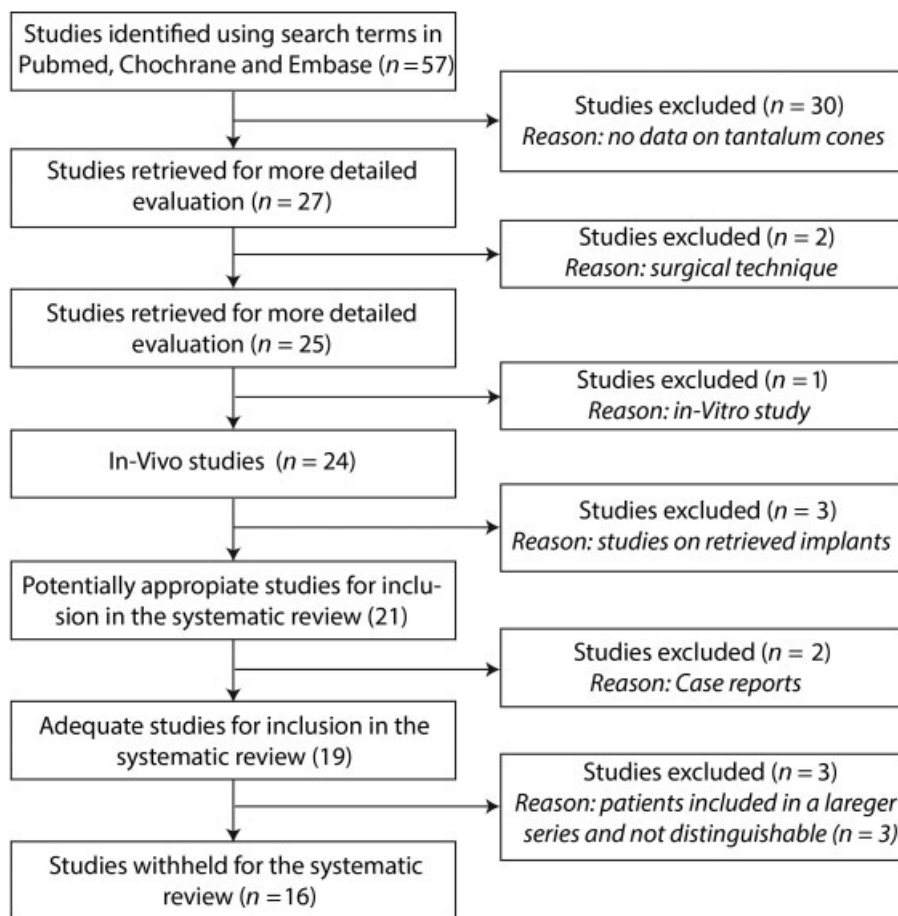 Studies identified using search terms in
Pubmed, Chochrane and Embase (n = 57)
Studies excluded (n = 30)
Reason: no data on tantalum cones
Studies retrieved for more detailed
evaluation (n = 27)
Studies excluded (n = 2)
Reason: surgical technique
Studies retrieved for more detailed
evaluation (n = 25)
Studies excluded (n = 1)
Reason: in-Vitro study
In-Vivo studies (n = 24)
Studies excluded (n = 3)
Reason: studies on retrieved implants
Potentially appropiate studies for inclu-
sion in the systematic review (21)
Studies excluded (n = 2)
Reason: Case reports
Adequate studies for inclusion in the
systematic review (19)
Studies excluded (n = 3)
Reason: patients included in a lareger
series and not distinguishable (n = 3)
Studies withheld for the systematic
review (n = 16)